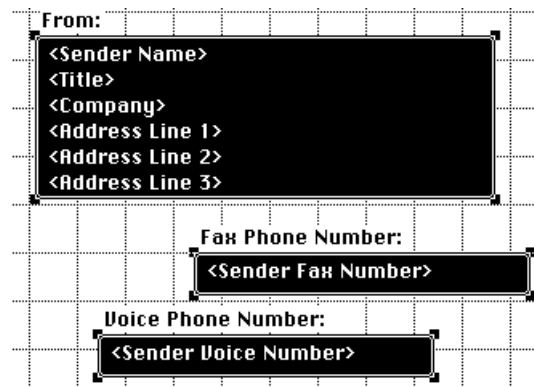 From:
<Sender Name>
<Title>
<Company>
<Address Line 1>
<Address Line 2>
<Address Line 3>
Fax Phone Number:
<Sender Fax Number>
Voice Phone Number:
<Sender Voice Number>